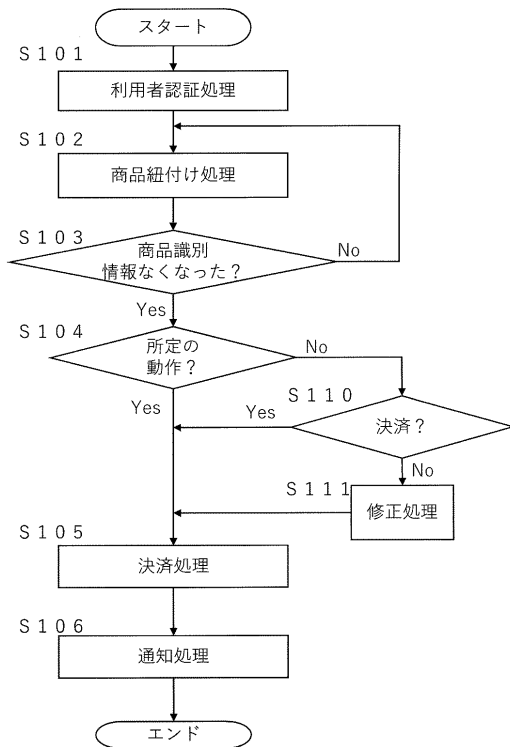 スタート
S101
利用者認証処理
S102
商品紐付け処理
S103
商品識別
情報なくなった？
No
Yes
S104
所定の
動作？
No
Yes
S110
決済？
Yes
No
S111
修正処理
S105
決済処理
S106
通知処理
エンド